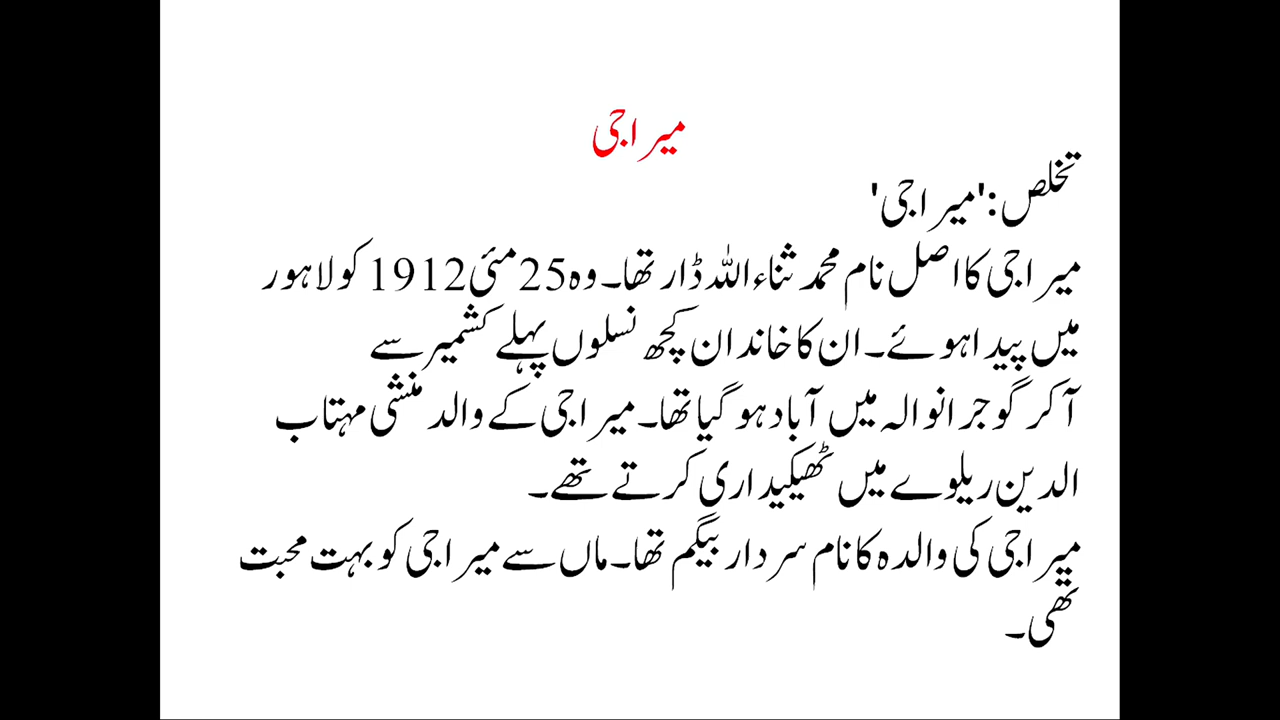 میراجی
تخلص:'میراجی'
میراجی کا اصل نام محمد ثناء اللہ ڈار تھا۔ وہ 25 مئی 1912 کو لاہور
میں پیدا ہوئے۔ ان کا خاندان کچھ نسلوں پہلے کشمیر سے
آکر گوجرانوالہ میں آباد ہو گیا تھا۔ میراجی کے والد منشی مہتاب
الدین ریلوے میں ٹھیکیداری کرتے تھے۔
میراجی کی والدہ کا نام سردار بیگم تھا۔ ماں سے میراجی کو بہت محبت
تھی۔